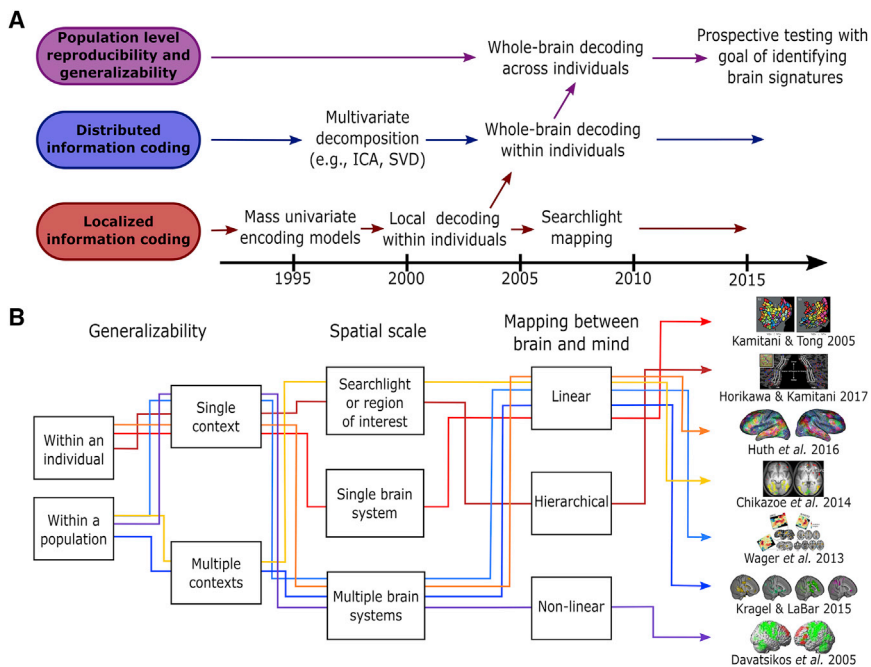 A
Population level
reproducibility and
generalizability
Whole-brain decoding
across individuals
Prospective testing with
goal of identifying
brain signatures
Distributed
information coding
Multivariate
decomposition
(e.g., ICA, SVD)
Whole-brain decoding
within individuals
Localized
information coding
Mass univariate
encoding models
Local decoding
within individuals
Searchlight
mapping
1995
2000
2005
2010
2015
B
Generalizability
Spatial scale
Mapping between
brain and mind
Within an
individual
Within a
population
Single
context
Multiple
contexts
Searchlight
or region
of interest
Single brain
system
Multiple brain
systems
Linear
Hierarchical
Non-linear
Kamitani & Tong 2005
Horikawa & Kamitani 2017
Huth et al. 2016
Chikazoe et al. 2014
Wager et al. 2013
Kragel & LaBar 2015
Davatsikos et al. 2005